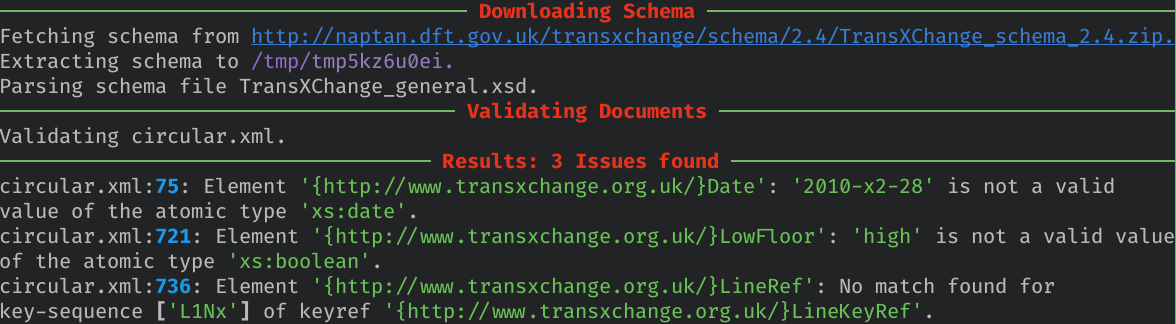 Downloading Schema
Fetching schema from http://naptan.dft.gov.uk/transxchange/schema/2.4/TransXChange_schema_2.4.zip.
Extracting schema to /tmp/tmp5kz6u0ei.
Parsing schema file TransXChange_general.xsd.
Validating Documents
Validating circular.xml.
Results: 3 Issues found
circular.xml:75: Element '{http://www.transxchange.org.uk/}Date': '2010-x2-28' is not a valid
value of the atomic type 'xs:date'.
circular.xml:721: Element '{http://www.transxchange.org.uk/}LowFloor': 'high' is not a valid value
of the atomic type 'xs:boolean'.
circular.xml:736: Element '{http://www.transxchange.org.uk/}LineRef': No match found for
key-sequence ['L1Nx'] of keyref '{http://www.transxchange.org.uk/}LineKeyRef'.